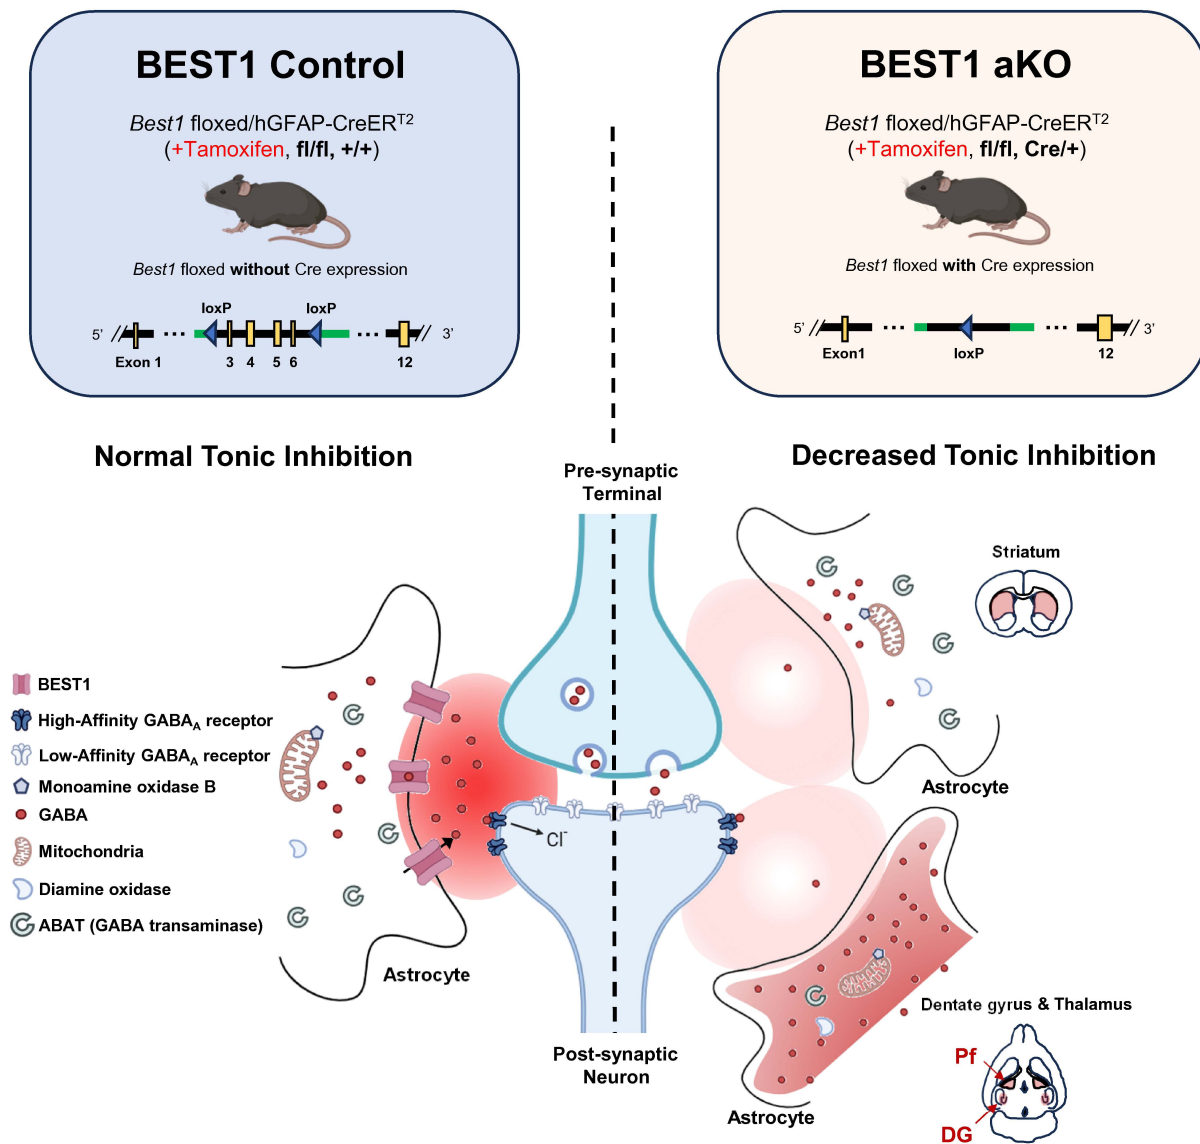 BEST1 Control
Best1 floxed/hGFAP-CreERT2
(+Tamoxifen, fl/fl, +/+)
Best1 floxed without Cre expression
loxP loxP
5' // ... ... // 3'
Exon 1 3 4 5 6 12
BEST1 aKO
Best1 floxed/hGFAP-CreERT2
(+Tamoxifen, fl/fl, Cre/+)
Best1 floxed with Cre expression
5' // ... ... // 3'
Exon1 loxP 12
Normal Tonic Inhibition
Decreased Tonic Inhibition
Pre-synaptic
Terminal
Striatum
BEST1
High-Affinity GABAA receptor
Low-Affinity GABAA receptor
Monoamine oxidase B
GABA
Mitochondria
Diamine oxidase
ABAT (GABA transaminase)
Cl-
Astrocyte
Astrocyte
Dentate gyrus & Thalamus
Pf
DG
Post-synaptic
Neuron
Astrocyte